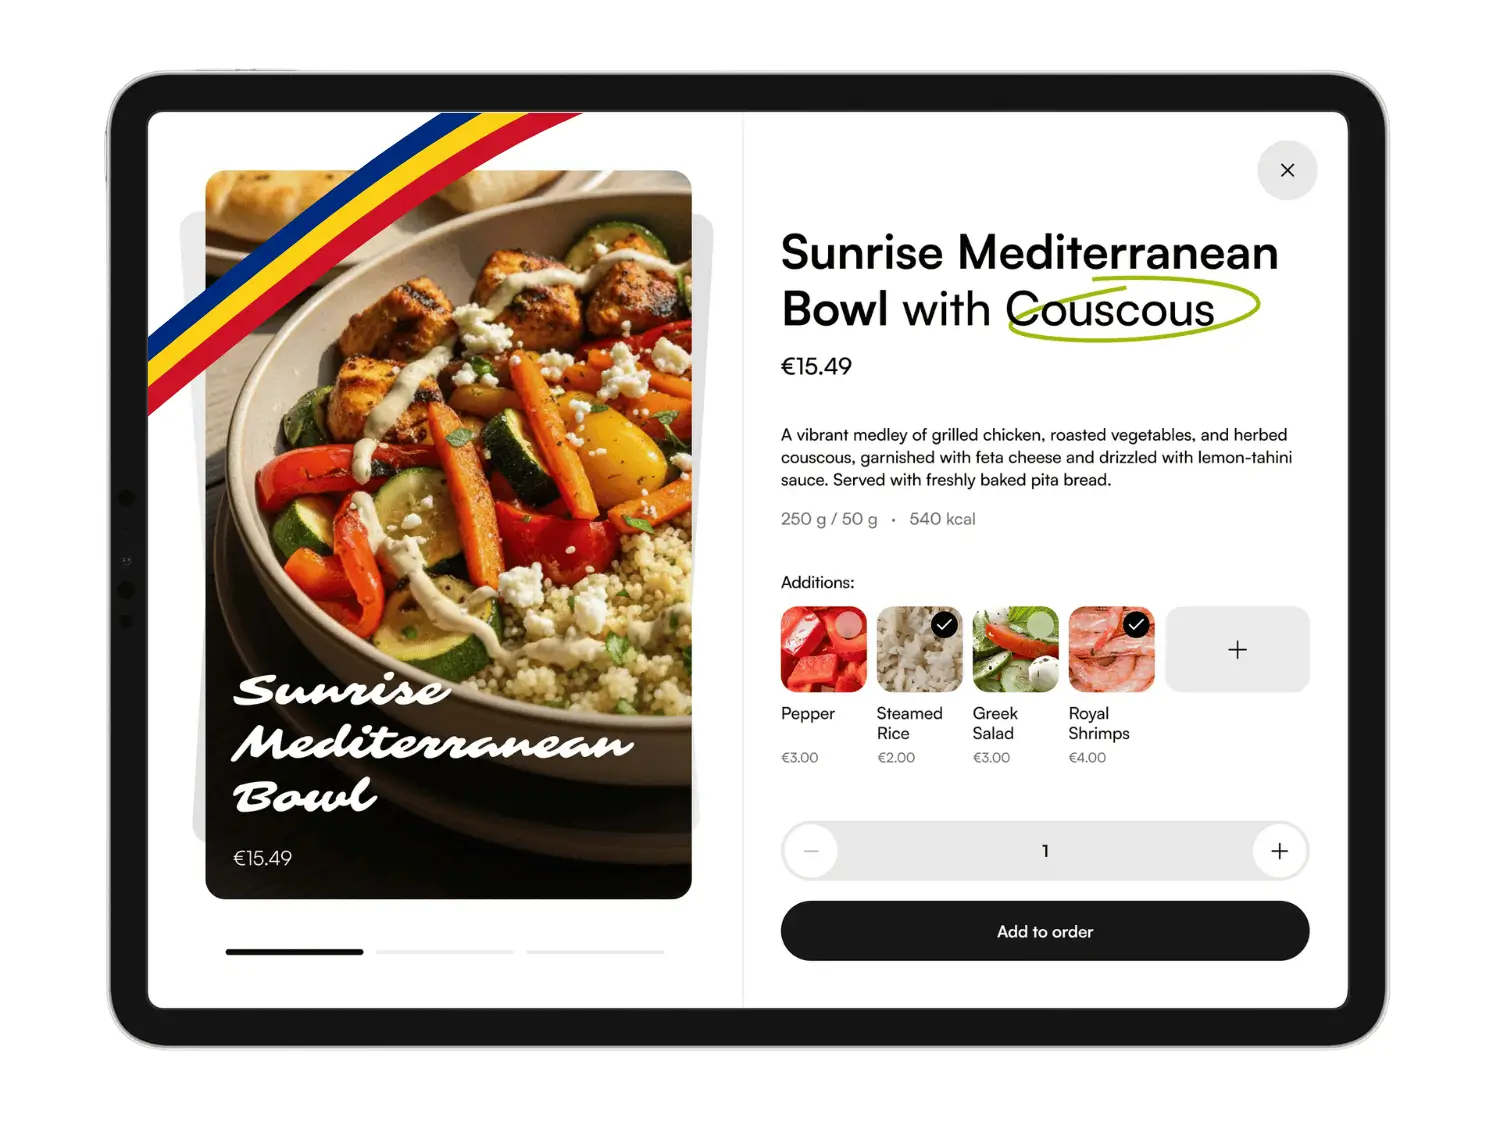 Sunrise
Mediterranean
Bowl
€15.49
Sunrise Mediterranean
Bowl with Couscous
€15.49
A vibrant medley of grilled chicken, roasted vegetables, and herbed
couscous, garnished with feta cheese and drizzled with lemon-tahini
sauce. Served with freshly baked pita bread.
250 g / 50 g · 540 kcal
Additions:
Pepper
€3.00
Steamed
Rice
€2.00
Greek
Salad
€3.00
Royal
Shrimps
€4.00
1
Add to order